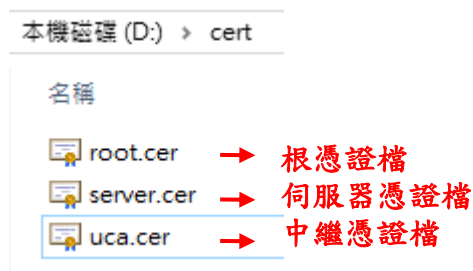 本機磁碟 (D:) > cert
名稱
root.cer → 根憑證檔
server.cer → 伺服器憑證檔
uca.cer → 中繼憑證檔